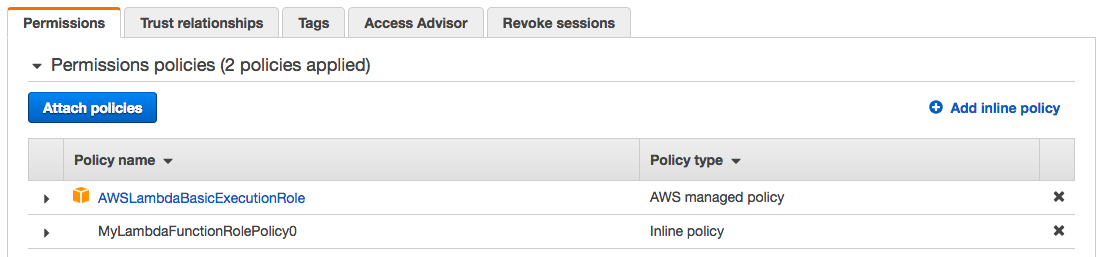 Permissions Trust relationships Tags Access Advisor Revoke sessions
Permissions policies (2 policies applied)
Attach policies Add inline policy
Policy name Policy type
AWSLambdaBasicExecutionRole AWS managed policy
MyLambdaFunctionRolePolicy0 Inline policy